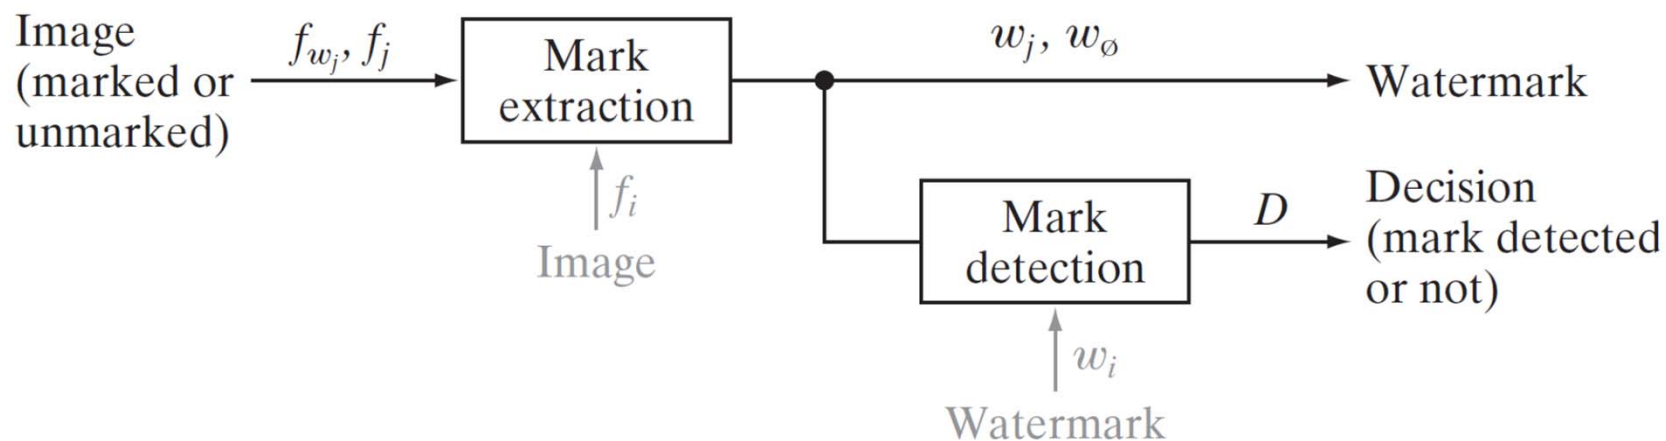 Image
(marked or
unmarked)
f_{w_j}, f_j
Mark
extraction
f_i
Image
w_j, w_ø
Watermark
Mark
detection
w_i
Watermark
D
Decision
(mark detected
or not)